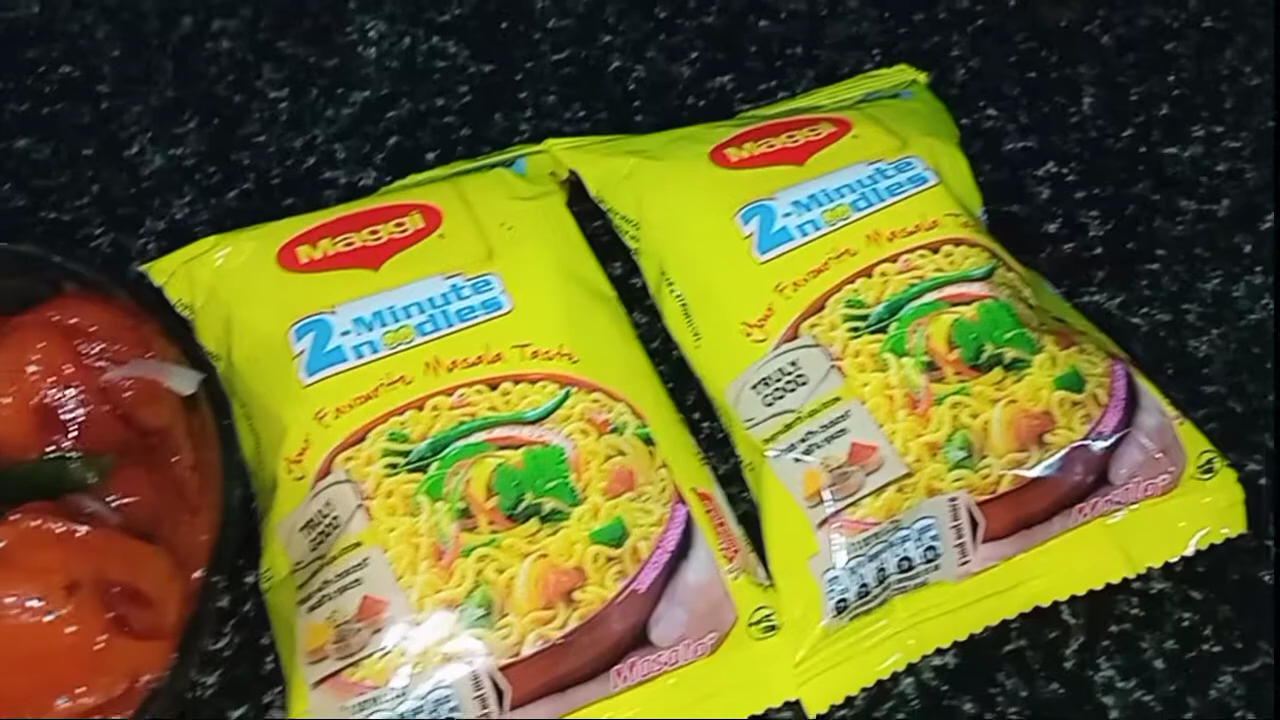 Maggi
2-Minute
noodles
Your Favourite Masala Taste
TRULY
GOOD
Masala
Maggi
2-Minute
noodles
Your Favourite Masala Ta
TRULY
GOOD
Masala